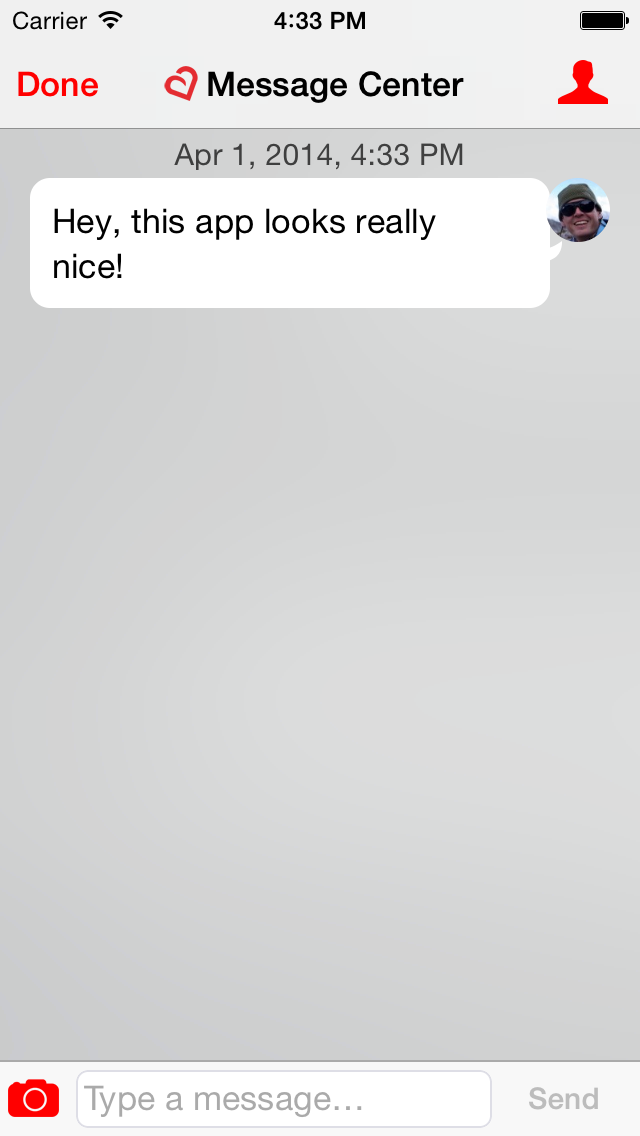 Carrier 4:33 PM
Done Message Center
Apr 1, 2014, 4:33 PM
Hey, this app looks really
nice!
Type a message... Send